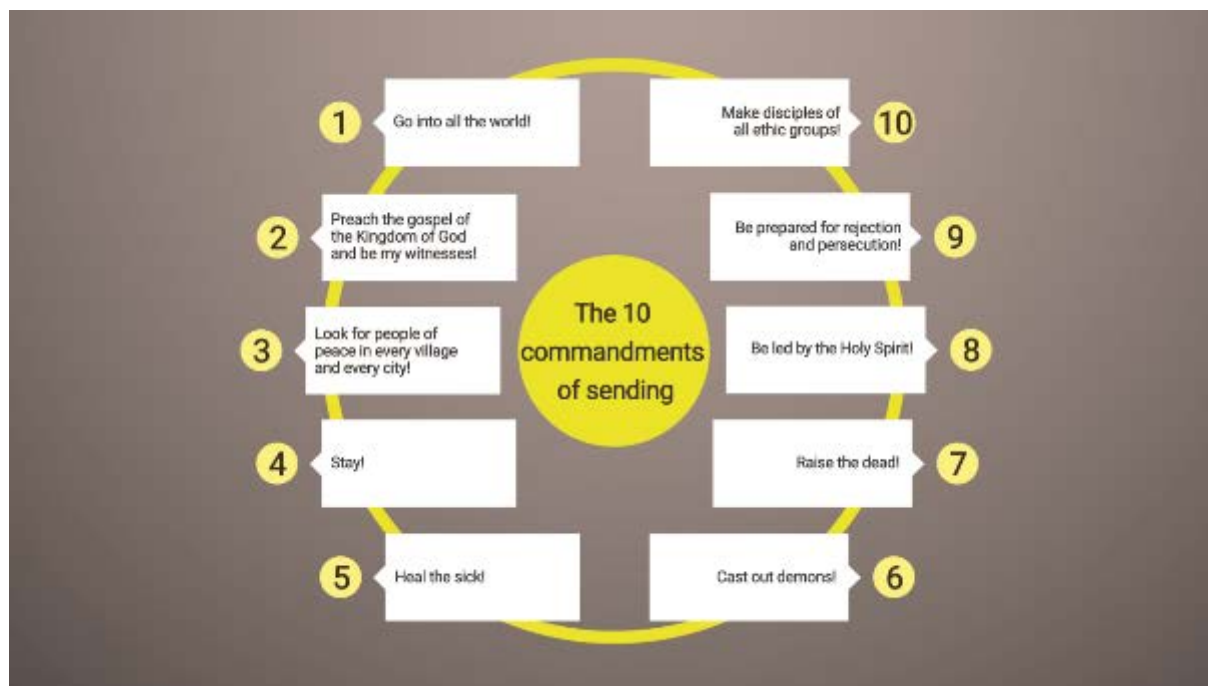 The 10
commandments
of sending
1
Go into all the world!
2
Preach the gospel of
the Kingdom of God
and be my witnesses!
3
Look for people of
peace in every village
and every city!
4
Stay!
5
Heal the sick!
6
Cast out demons!
7
Raise the dead!
8
Be led by the Holy Spirit!
9
Be prepared for rejection
and persecution!
10
Make disciples of
all ethic groups!